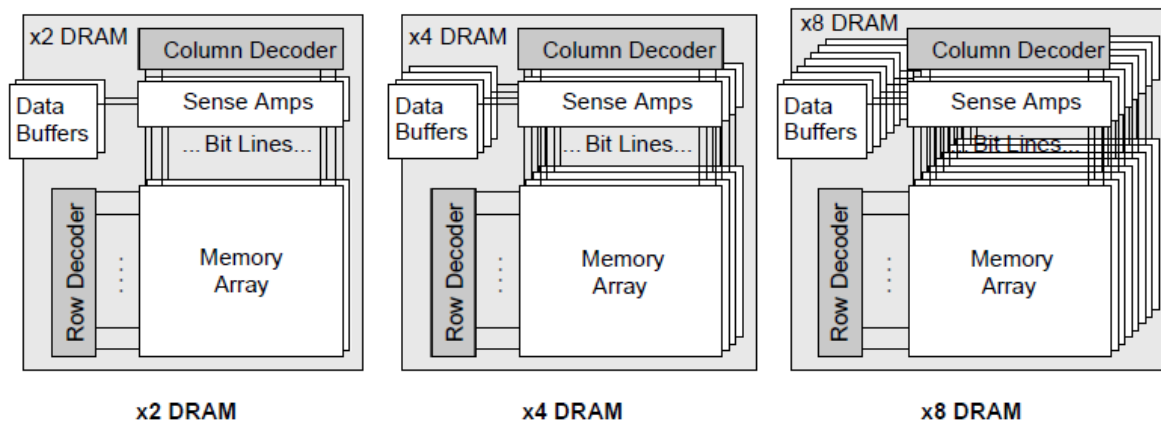 x2 DRAM
Column Decoder
Sense Amps
Data
Buffers
... Bit Lines...
Row Decoder
. . . .
Memory
Array
x2 DRAM
x4 DRAM
Column Decoder
Sense Amps
Data
Buffers
... Bit Lines...
Row Decoder
. . . .
Memory
Array
x4 DRAM
x8 DRAM
Column Decoder
Sense Amps
Data
Buffers
... Bit Lines...
Row Decoder
. . . .
Memory
Array
x8 DRAM